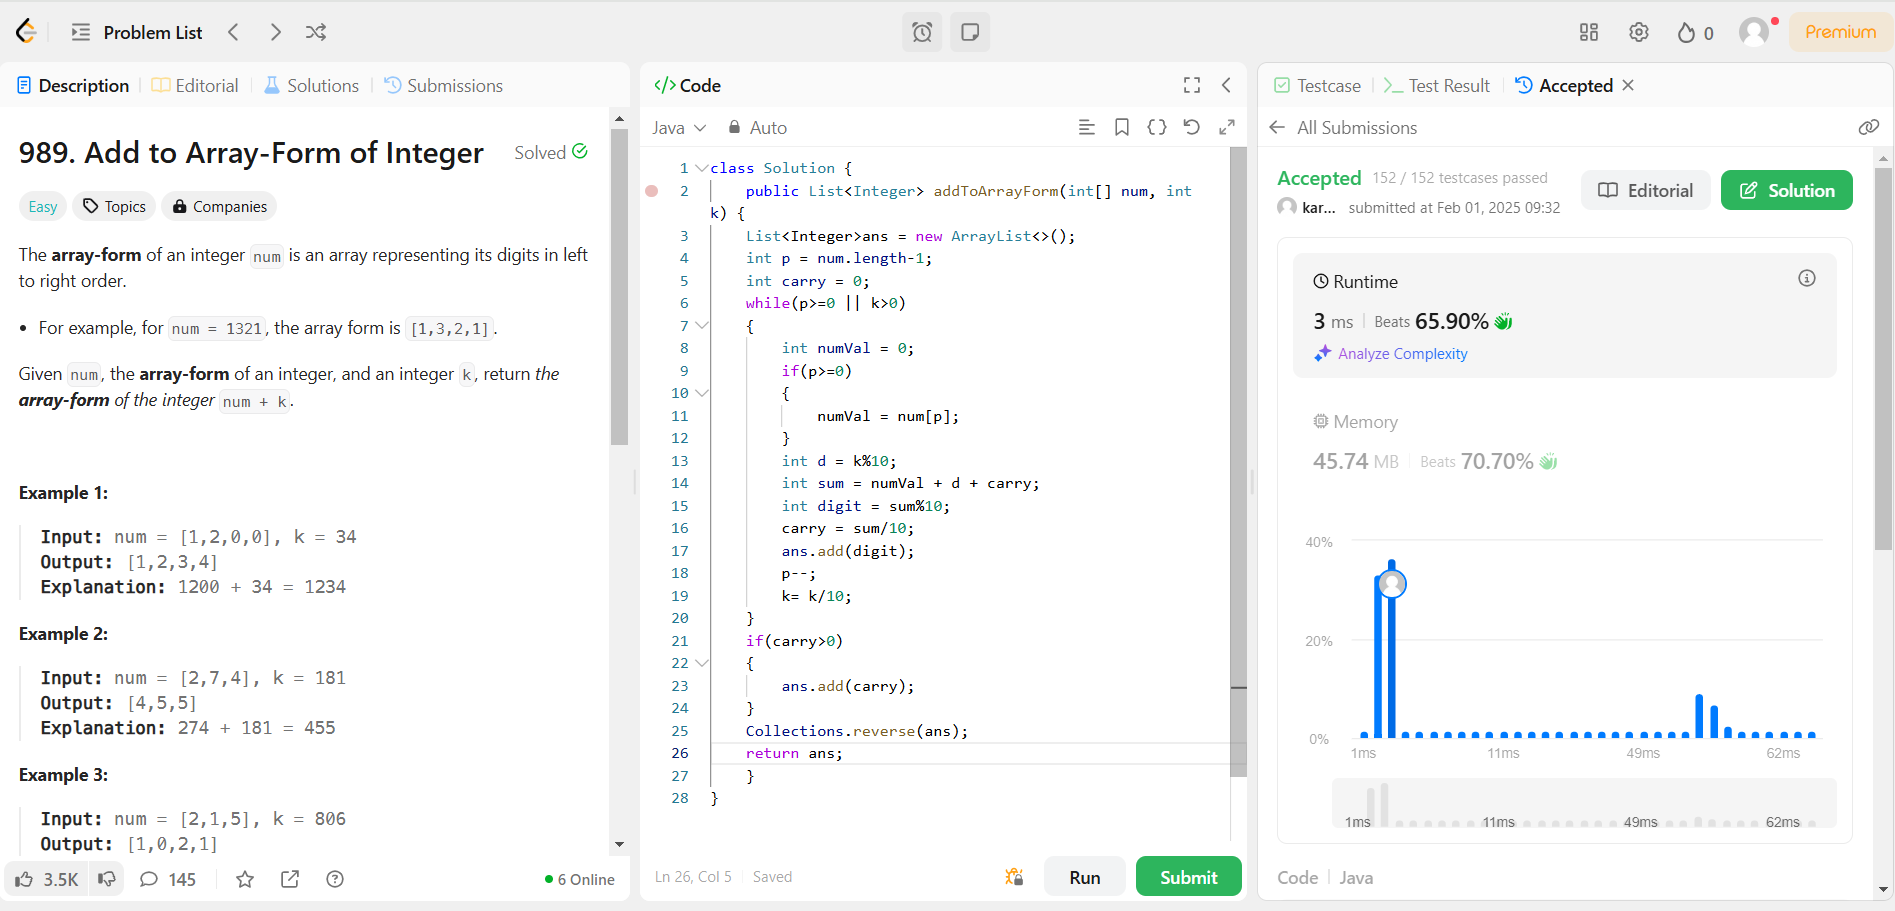 Problem List
0
Premium
Description
Editorial
Solutions
Submissions
989. Add to Array-Form of Integer
Solved
Easy
Topics
Companies
The array-form of an integer num is an array representing its digits in left
to right order.
• For example, for num = 1321, the array form is [1,3,2,1].
Given num, the array-form of an integer, and an integer k, return the
array-form of the integer num + k.
Example 1:
Input: num = [1,2,0,0], k = 34
Output: [1,2,3,4]
Explanation: 1200 + 34 = 1234
Example 2:
Input: num = [2,7,4], k = 181
Output: [4,5,5]
Explanation: 274 + 181 = 455
Example 3:
Input: num = [2,1,5], k = 806
Output: [1,0,2,1]
3.5K
145
6 Online
</> Code
Java
Auto
1 class Solution {
2 public List<Integer> addToArrayForm(int[] num, int
k) {
3 List<Integer>ans = new ArrayList<>();
4 int p = num.length-1;
5 int carry = 0;
6 while(p>=0 || k>0)
7 {
8 int numVal = 0;
9 if(p>=0)
10 {
11 numVal = num[p];
12 }
13 int d = k%10;
14 int sum = numVal + d + carry;
15 int digit = sum%10;
16 carry = sum/10;
17 ans.add(digit);
18 p--;
19 k= k/10;
20 }
21 if(carry>0)
22 {
23 ans.add(carry);
24 }
25 Collections.reverse(ans);
26 return ans;
27 }
28 }
Ln 26, Col 5
Saved
Run
Submit
Testcase
Test Result
Accepted
All Submissions
Accepted 152 / 152 testcases passed
kar... submitted at Feb 01, 2025 09:32
Editorial
Solution
Runtime
3 ms Beats 65.90%
Analyze Complexity
Memory
45.74 MB Beats 70.70%
40%
20%
0%
1ms 11ms 49ms 62ms
1ms 11ms 49ms 62ms
Code Java